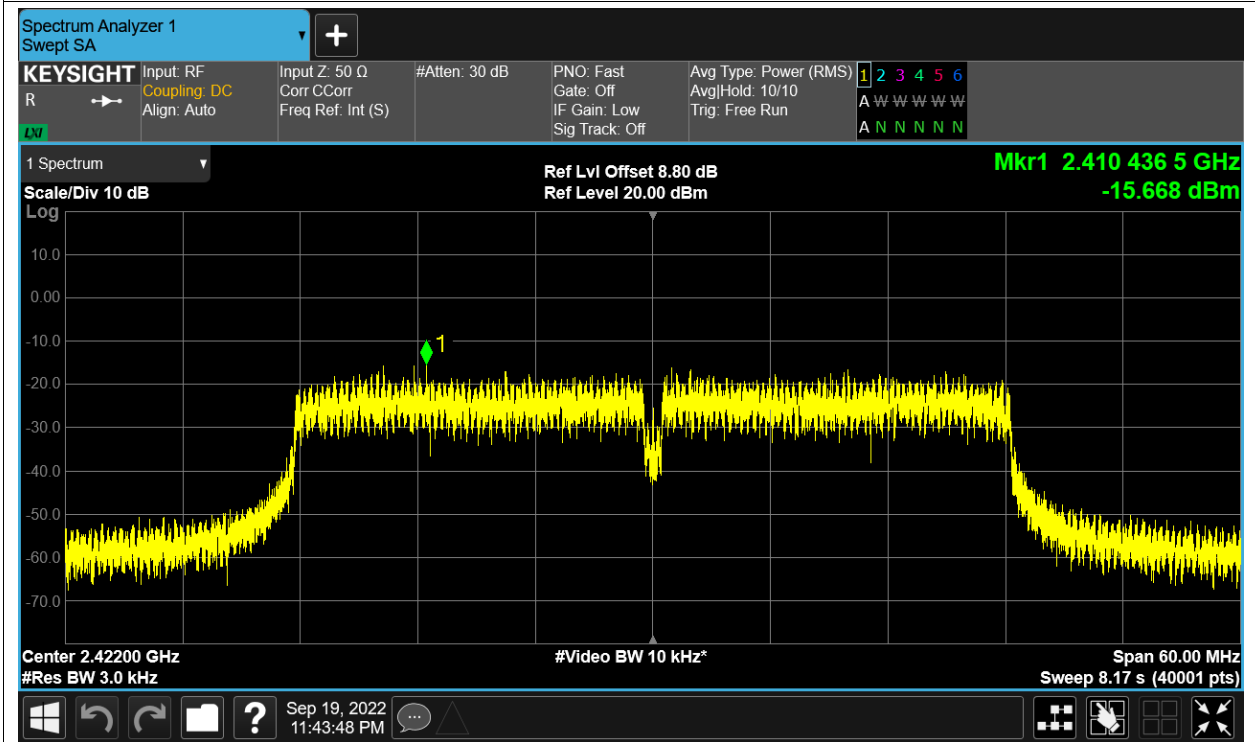 Spectrum Analyzer 1
Swept SA
KEYSIGHT
R
LXI
Input: RF
Coupling: DC
Align: Auto
Input Z: 50 Ω
Corr CCorr
Freq Ref: Int (S)
#Atten: 30 dB
PNO: Fast
Gate: Off
IF Gain: Low
Sig Track: Off
Avg Type: Power (RMS)
Avg|Hold: 10/10
Trig: Free Run
1 2 3 4 5 6
A W W W W W
A N N N N N
1 Spectrum
Scale/Div 10 dB
Log
Ref Lvl Offset 8.80 dB
Ref Level 20.00 dBm
Mkr1 2.410 436 5 GHz
-15.668 dBm
10.0
0.00
-10.0
1
-20.0
-30.0
-40.0
-50.0
-60.0
-70.0
Center 2.42200 GHz
#Res BW 3.0 kHz
#Video BW 10 kHz*
Span 60.00 MHz
Sweep 8.17 s (40001 pts)
?
Sep 19, 2022
11:43:48 PM